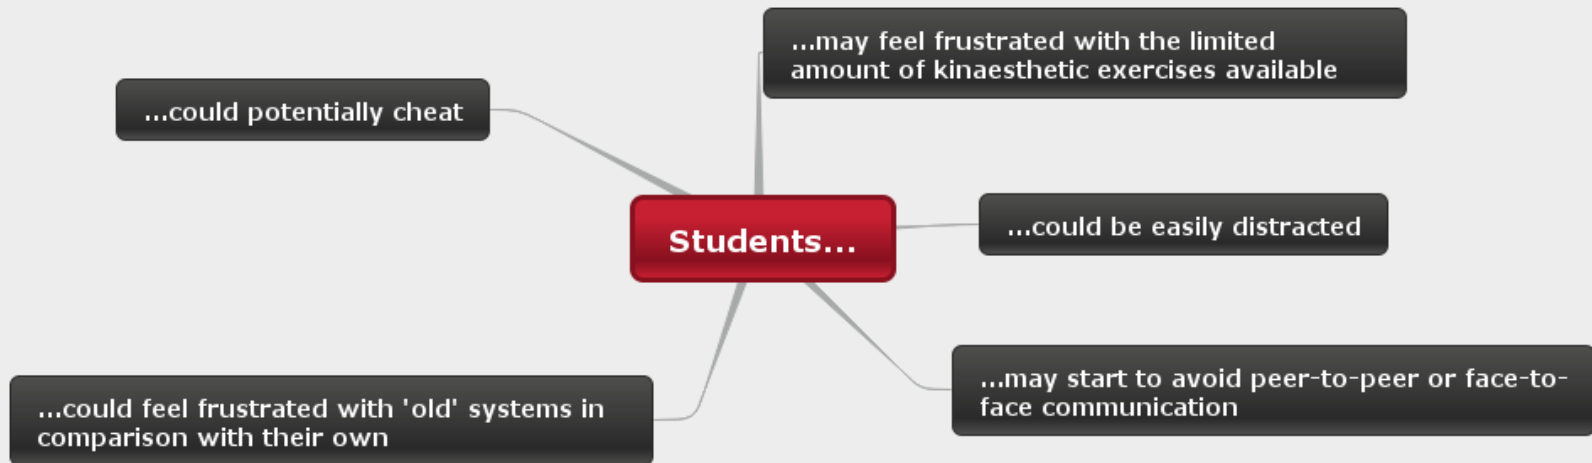 ...may feel frustrated with the limited
amount of kinaesthetic exercises available
...could potentially cheat
...could be easily distracted
Students...
...may start to avoid peer-to-peer or face-to-
face communication
...could feel frustrated with 'old' systems in
comparison with their own